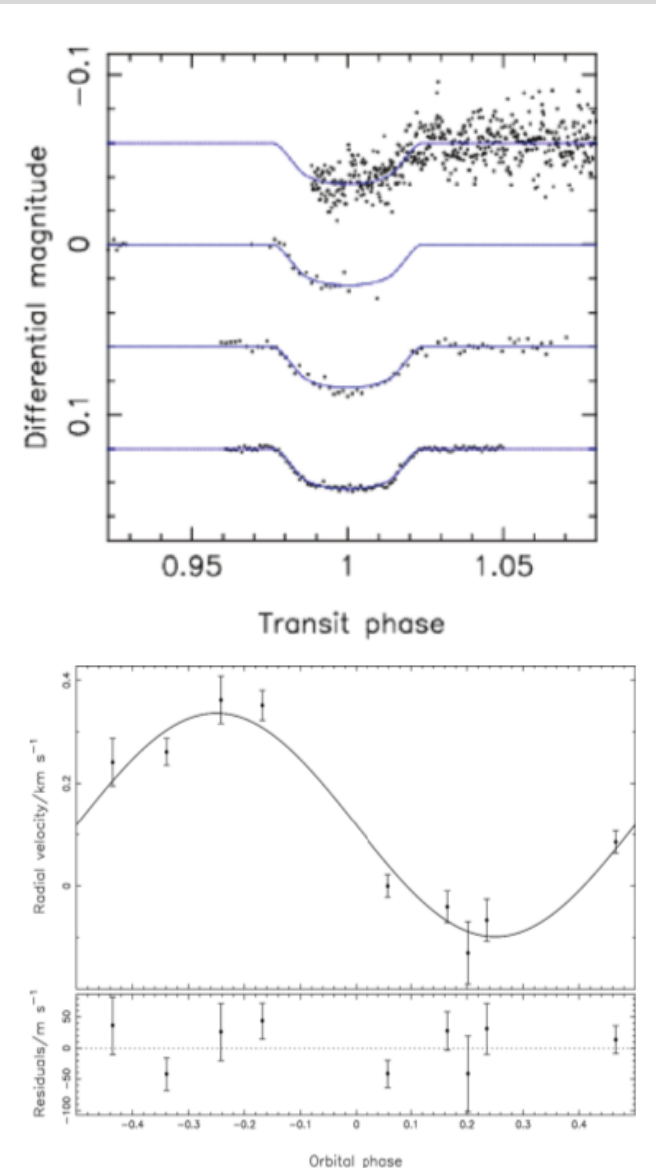 Differential magnitude
−0.1
0
0.1
0.95 1 1.05
Transit phase
Radial velocity/km s⁻¹
0.4
0.2
0
Residuals/m s⁻¹
50
0
−50
−100
−0.4 −0.3 −0.2 −0.1 0 0.1 0.2 0.3 0.4
Orbital phase